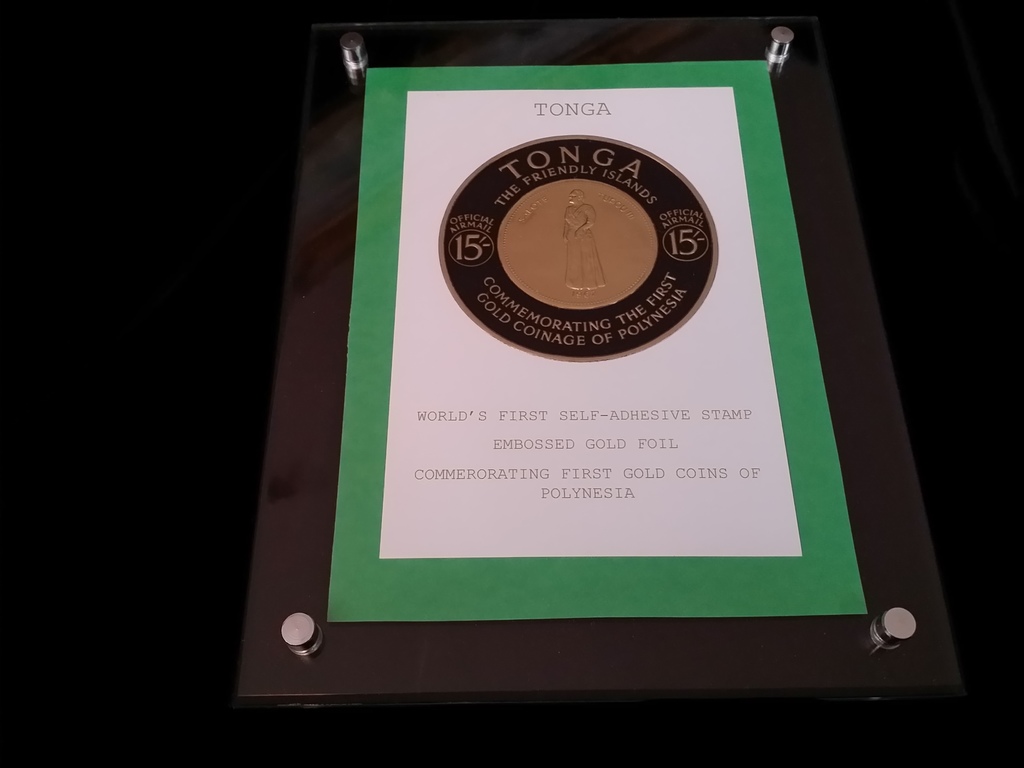 TONGA
TONGA
THE FRIENDLY ISLANDS
OFFICIAL
AIRMAIL
15/-
OFFICIAL
AIRMAIL
15/-
COMMEMORATING THE FIRST
GOLD COINAGE OF POLYNESIA
WORLD'S FIRST SELF-ADHESIVE STAMP
EMBOSSED GOLD FOIL
COMMERORATING FIRST GOLD COINS OF
POLYNESIA